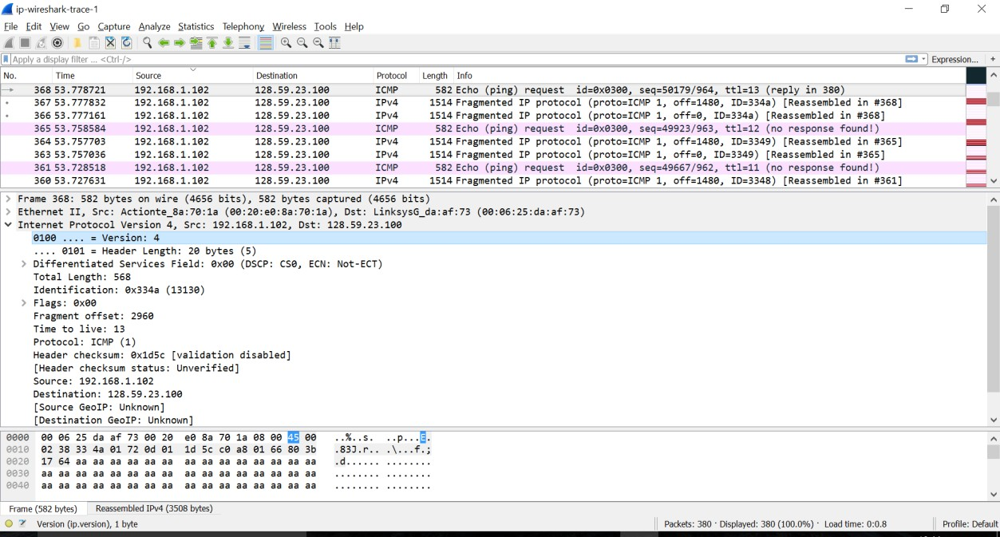 ip-wireshark-trace-1
File Edit View Go Capture Analyze Statistics Telephony Wireless Tools Help
Apply a display filter ... <Ctrl-/> Expression... +
No. Time Source Destination Protocol Length Info
368 53.778721 192.168.1.102 128.59.23.100 ICMP 582 Echo (ping) request id=0x0300, seq=50179/964, ttl=13 (reply in 380)
367 53.777832 192.168.1.102 128.59.23.100 IPv4 1514 Fragmented IP protocol (proto=ICMP 1, off=1480, ID=334a) [Reassembled in #368]
366 53.777161 192.168.1.102 128.59.23.100 IPv4 1514 Fragmented IP protocol (proto=ICMP 1, off=0, ID=334a) [Reassembled in #368]
365 53.758584 192.168.1.102 128.59.23.100 ICMP 582 Echo (ping) request id=0x0300, seq=49923/963, ttl=12 (no response found!)
364 53.757703 192.168.1.102 128.59.23.100 IPv4 1514 Fragmented IP protocol (proto=ICMP 1, off=1480, ID=3349) [Reassembled in #365]
363 53.757036 192.168.1.102 128.59.23.100 IPv4 1514 Fragmented IP protocol (proto=ICMP 1, off=0, ID=3349) [Reassembled in #365]
361 53.728518 192.168.1.102 128.59.23.100 ICMP 582 Echo (ping) request id=0x0300, seq=49667/962, ttl=11 (no response found!)
360 53.727631 192.168.1.102 128.59.23.100 IPv4 1514 Fragmented IP protocol (proto=ICMP 1, off=1480, ID=3348) [Reassembled in #361]
Frame 368: 582 bytes on wire (4656 bits), 582 bytes captured (4656 bits)
Ethernet II, Src: Actionte_8a:70:1a (00:20:e0:8a:70:1a), Dst: LinksysG_da:af:73 (00:06:25:da:af:73)
Internet Protocol Version 4, Src: 192.168.1.102, Dst: 128.59.23.100
0100 .... = Version: 4
.... 0101 = Header Length: 20 bytes (5)
Differentiated Services Field: 0x00 (DSCP: CS0, ECN: Not-ECT)
Total Length: 568
Identification: 0x334a (13130)
Flags: 0x00
Fragment offset: 2960
Time to live: 13
Protocol: ICMP (1)
Header checksum: 0x1d5c [validation disabled]
[Header checksum status: Unverified]
Source: 192.168.1.102
Destination: 128.59.23.100
[Source GeoIP: Unknown]
[Destination GeoIP: Unknown]
0000 00 06 25 da af 73 00 20 e0 8a 70 1a 08 00 45 00 ..%..s. ..p...E.
0010 02 38 33 4a 01 72 0d 01 1d 5c c0 a8 01 66 80 3b .83J.r.. .\...f.;
0020 17 64 aa aa aa aa aa aa aa aa aa aa aa aa aa aa .d...... ........
0030 aa aa aa aa aa aa aa aa aa aa aa aa aa aa aa aa ........ ........
0040 aa aa aa aa aa aa aa aa aa aa aa aa aa aa aa aa ........ ........
Frame (582 bytes) Reassembled IPv4 (3508 bytes)
Version (ip.version), 1 byte Packets: 380 · Displayed: 380 (100.0%) · Load time: 0:0.8 Profile: Default